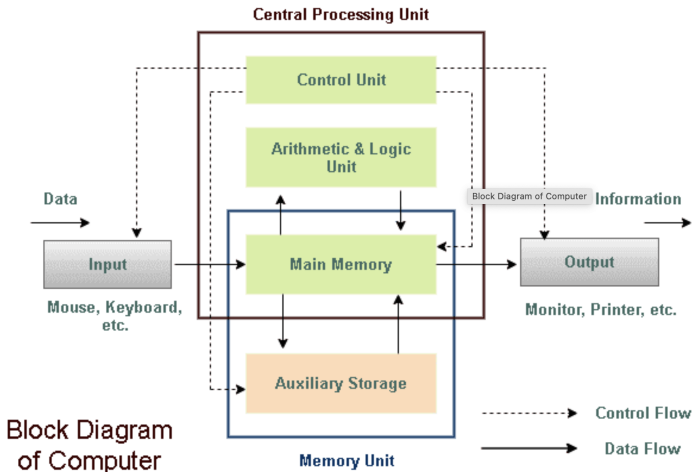 Central Processing Unit
Control Unit
Arithmetic & Logic
Unit
Data
Block Diagram of Computer
Information
Input
Main Memory
Output
Mouse, Keyboard,
etc.
Monitor, Printer, etc.
Auxiliary Storage
Control Flow
Block Diagram
of Computer
Data Flow
Memory Unit